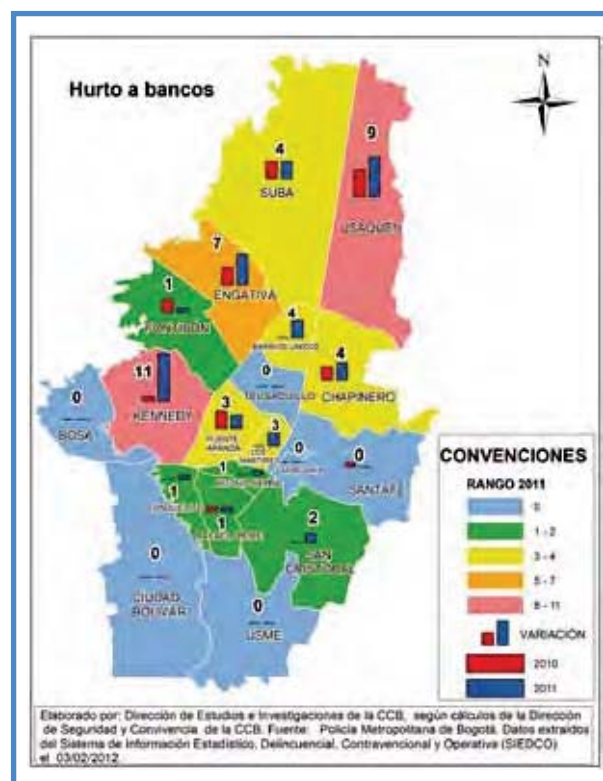 Hurto a bancos
N
9
4
SUBA
USAQUEN
7
ENGATIVA
1
FONTIBON
4
BARRIOS UNIDOS
4
CHAPINERO
11
KENNEDY
0
TEUSAQUILLO
0
BOSA
3
PUENTE
ARANDA
3
LOS
MARTIRES
0
0
SANTAFE
1
1
1
2
SAN
CRISTOBAL
0
CIUDAD
BOLIVAR
0
USME
CONVENCIONES
RANGO 2011
0
1 - 2
3 - 4
5 - 7
8 - 11
VARIACIÓN
2010
2011
Elaborado por: Dirección de Estudios e Investigaciones de la CCB, según cálculos de la Dirección
de Seguridad y Convivencia de la CCB. Fuente: Policía Metropolitana de Bogotá. Datos extraidos
del Sistema de Información Estadístico, Delincuencial, Contravencional y Operativa (SIEDCO)
el 03/02/2012